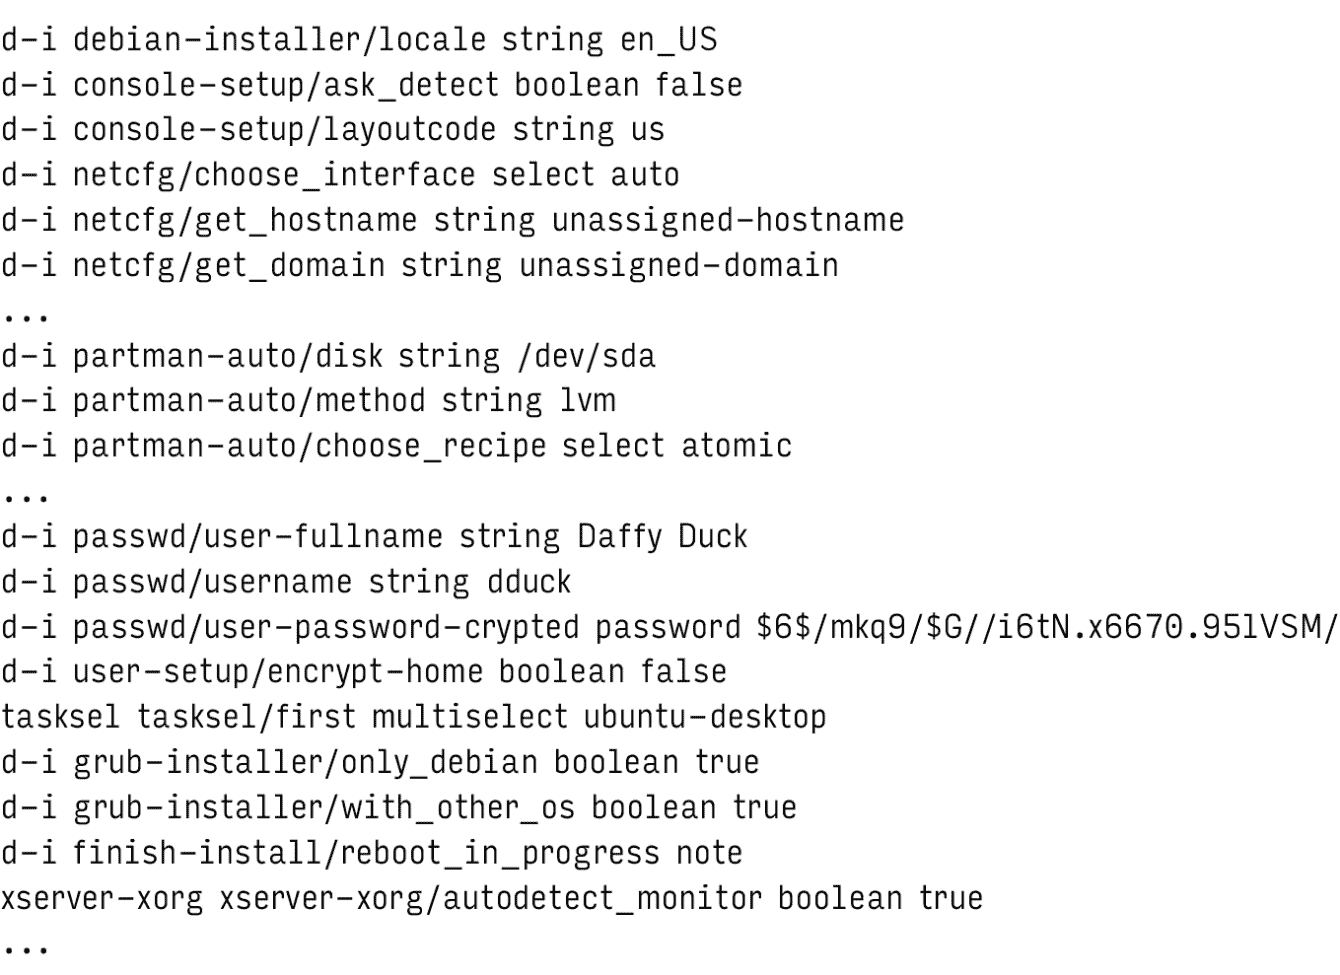 d-i debian-installer/locale string en_US
d-i console-setup/ask_detect boolean false
d-i console-setup/layoutcode string us
d-i netcfg/choose_interface select auto
d-i netcfg/get_hostname string unassigned-hostname
d-i netcfg/get_domain string unassigned-domain
...
d-i partman-auto/disk string /dev/sda
d-i partman-auto/method string lvm
d-i partman-auto/choose_recipe select atomic
...
d-i passwd/user-fullname string Daffy Duck
d-i passwd/username string dduck
d-i passwd/user-password-crypted password $6$/mkq9/$G//i6tN.x6670.95lVSM/
d-i user-setup/encrypt-home boolean false
tasksel tasksel/first multiselect ubuntu-desktop
d-i grub-installer/only_debian boolean true
d-i grub-installer/with_other_os boolean true
d-i finish-install/reboot_in_progress note
xserver-xorg xserver-xorg/autodetect_monitor boolean true
...